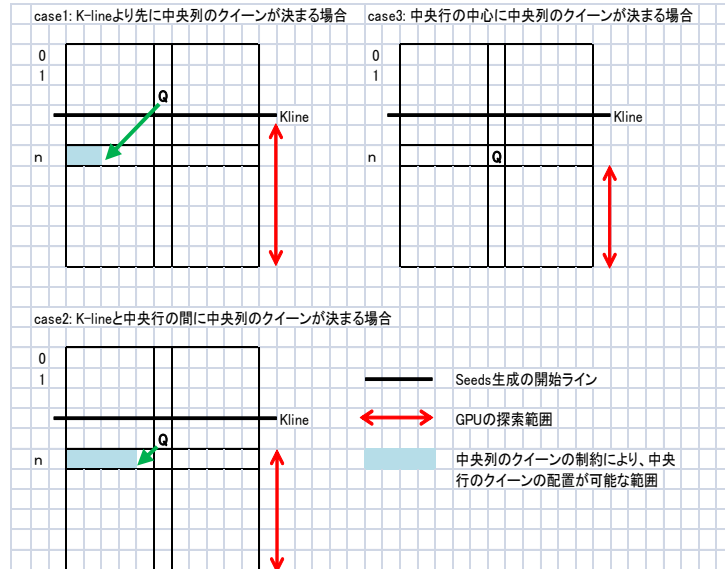 case1: K-lineより先に中央列のクイーンが決まる場合
0
1
Q
Kline
n
case3: 中央行の中心に中央列のクイーンが決まる場合
0
1
Kline
n
Q
case2: K-lineと中央行の間に中央列のクイーンが決まる場合
0
1
Kline
Q
n
Seeds生成の開始ライン
GPUの探索範囲
中央列のクイーンの制約により、中央
行のクイーンの配置が可能な範囲